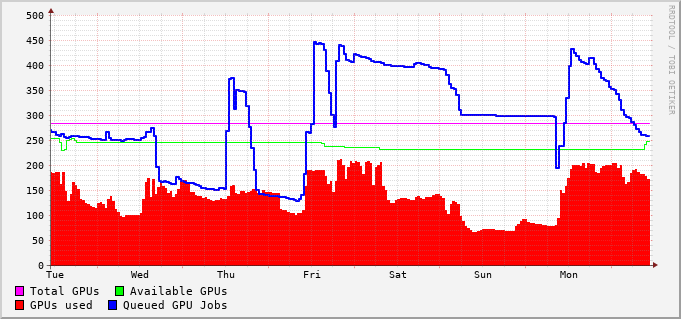 500
450
400
350
300
250
200
150
100
50
0
Tue Wed Thu Fri Sat Sun Mon
Total GPUs Available GPUs
GPUs used Queued GPU Jobs
RRDTOOL / TOBI OETIKER